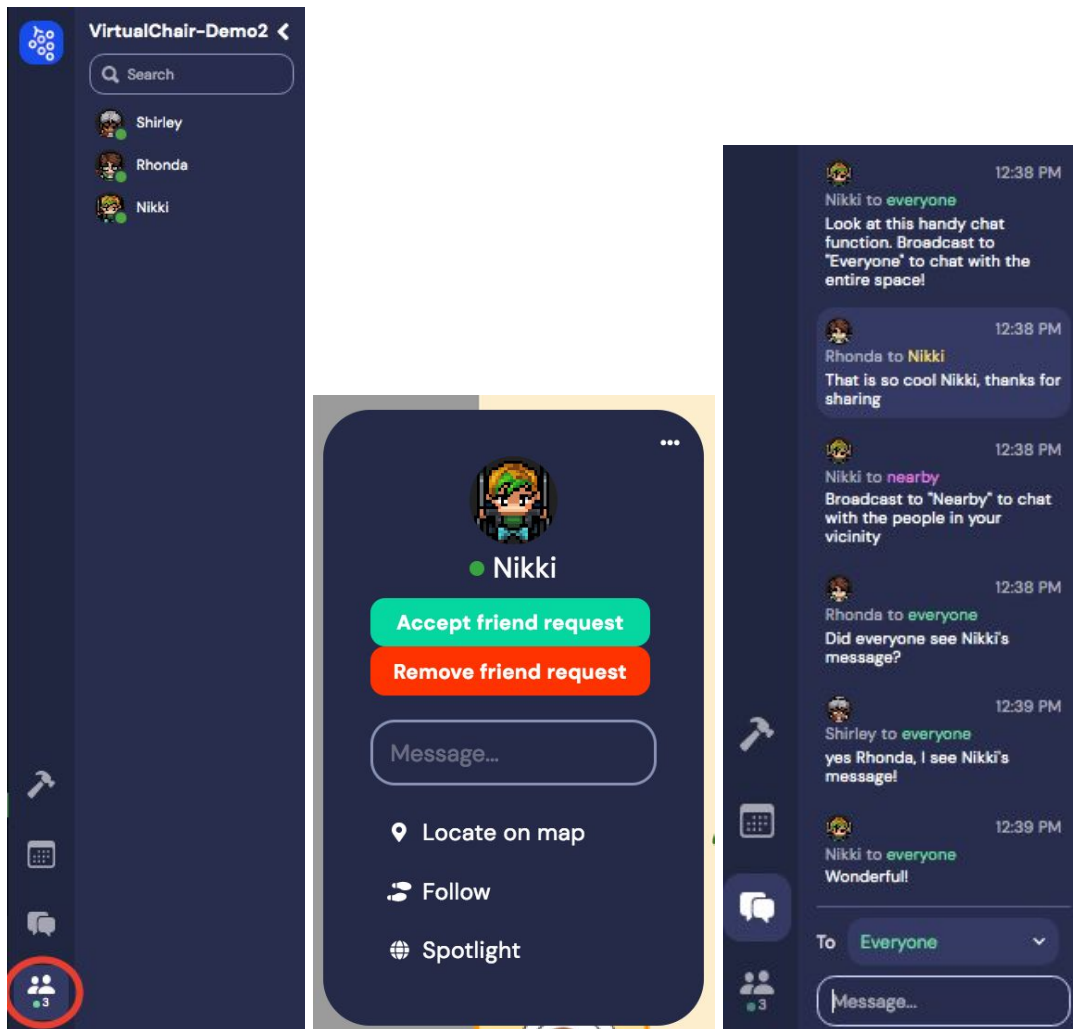 VirtualChair-Demo2
Search
Shirley
Rhonda
Nikki
3
Nikki
Accept friend request
Remove friend request
Message...
Locate on map
Follow
Spotlight
12:38 PM
Nikki to everyone
Look at this handy chat
function. Broadcast to
"Everyone" to chat with the
entire space!
12:38 PM
Rhonda to Nikki
That is so cool Nikki, thanks for
sharing
12:38 PM
Nikki to nearby
Broadcast to "Nearby" to chat
with the people in your
vicinity
12:38 PM
Rhonda to everyone
Did everyone see Nikki's
message?
12:39 PM
Shirley to everyone
yes Rhonda, I see Nikki's
message!
12:39 PM
Nikki to everyone
Wonderful!
To Everyone
Message...
3